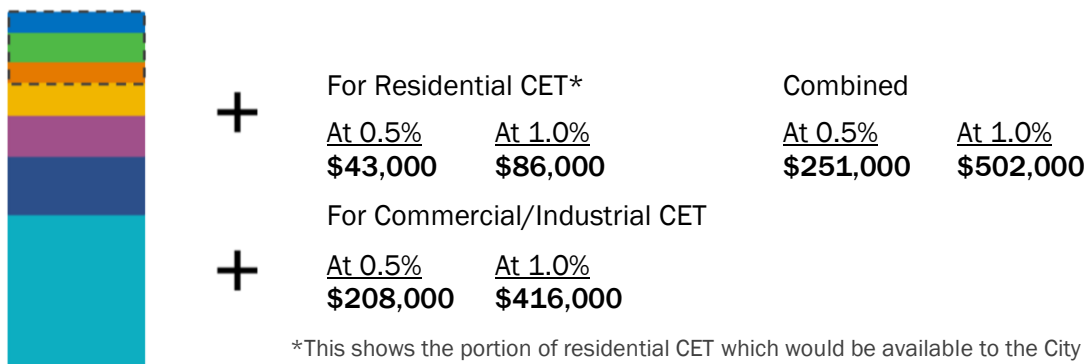 For Residential CET*
Combined
At 0.5% At 1.0%
At 0.5% At 1.0%
+
$43,000 $86,000
$251,000 $502,000
For Commercial/Industrial CET
At 0.5% At 1.0%
+
$208,000 $416,000
*This shows the portion of residential CET which would be available to the City